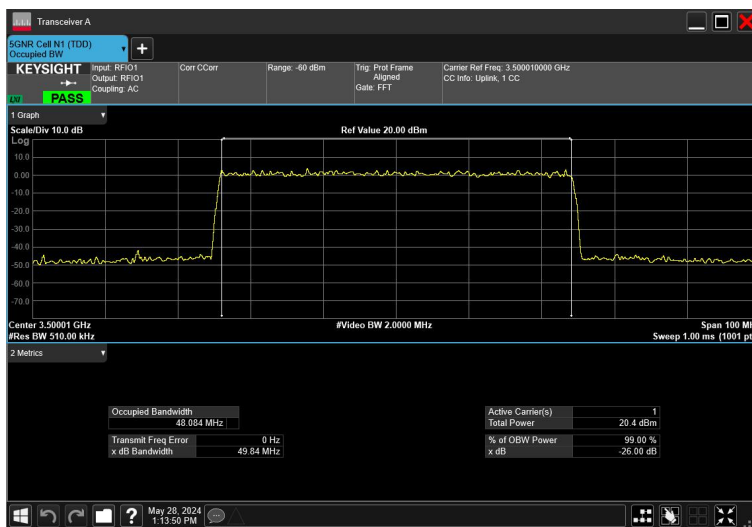 Transceiver A
5GNR Cell N1 (TDD)
Occupied BW
KEYSIGHT
LXI
PASS
Input: RFIO1
Output: RFIO1
Coupling: AC
Corr CCorr
Range: -60 dBm
Trig: Prot Frame
Aligned
Gate: FFT
Carrier Ref Freq: 3.500010000 GHz
CC Info: Uplink, 1 CC
1 Graph
Scale/Div 10.0 dB
Ref Value 20.00 dBm
Log
10.0
0.00
-10.0
-20.0
-30.0
-40.0
-50.0
-60.0
-70.0
Center 3.50001 GHz
#Video BW 2.0000 MHz
Span 100 MH
#Res BW 510.00 kHz
Sweep 1.00 ms (1001 pt
2 Metrics
Occupied Bandwidth
48.084 MHz
Transmit Freq Error 0 Hz
x dB Bandwidth 49.84 MHz
Active Carrier(s) 1
Total Power 20.4 dBm
% of OBW Power 99.00 %
x dB -26.00 dB
?
May 28, 2024
1:13:50 PM